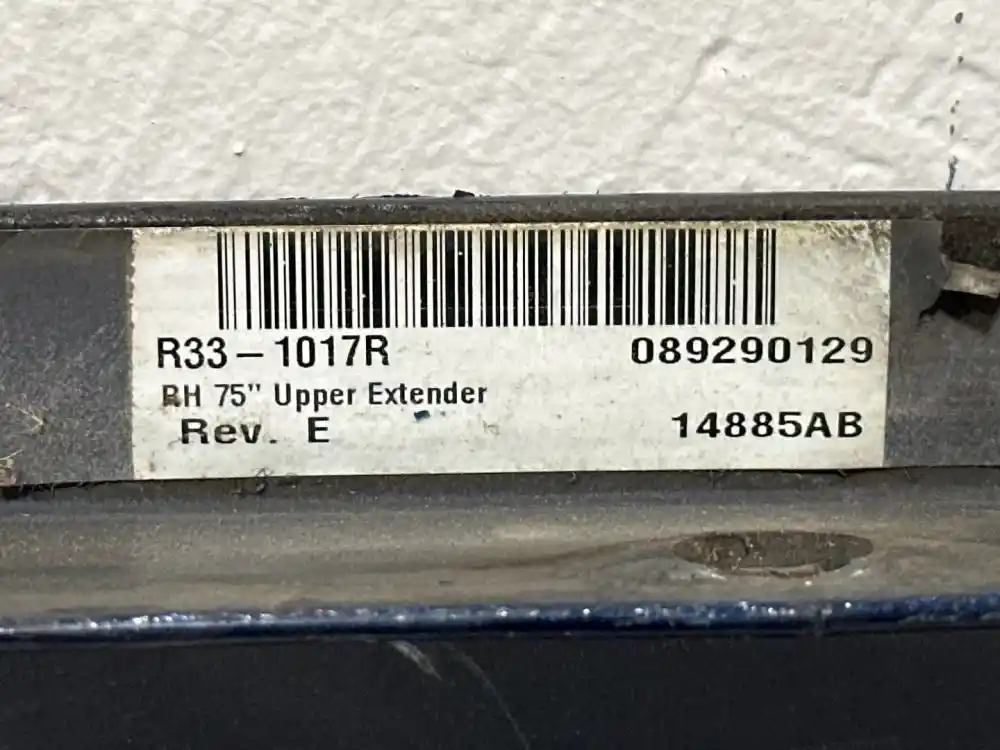 R33-1017R 089290129
RH 75" Upper Extender
Rev. E 14885AB